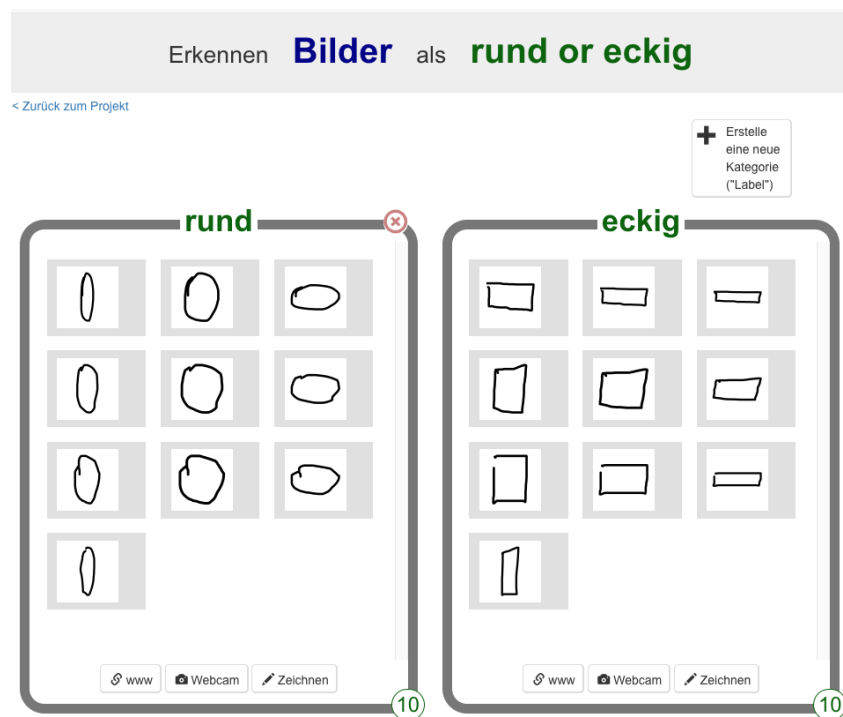 Erkennen Bilder als rund or eckig
< Zurück zum Projekt
Erstelle
eine neue
Kategorie
("Label")
rund
eckig
www Webcam Zeichnen
www Webcam Zeichnen
10
10